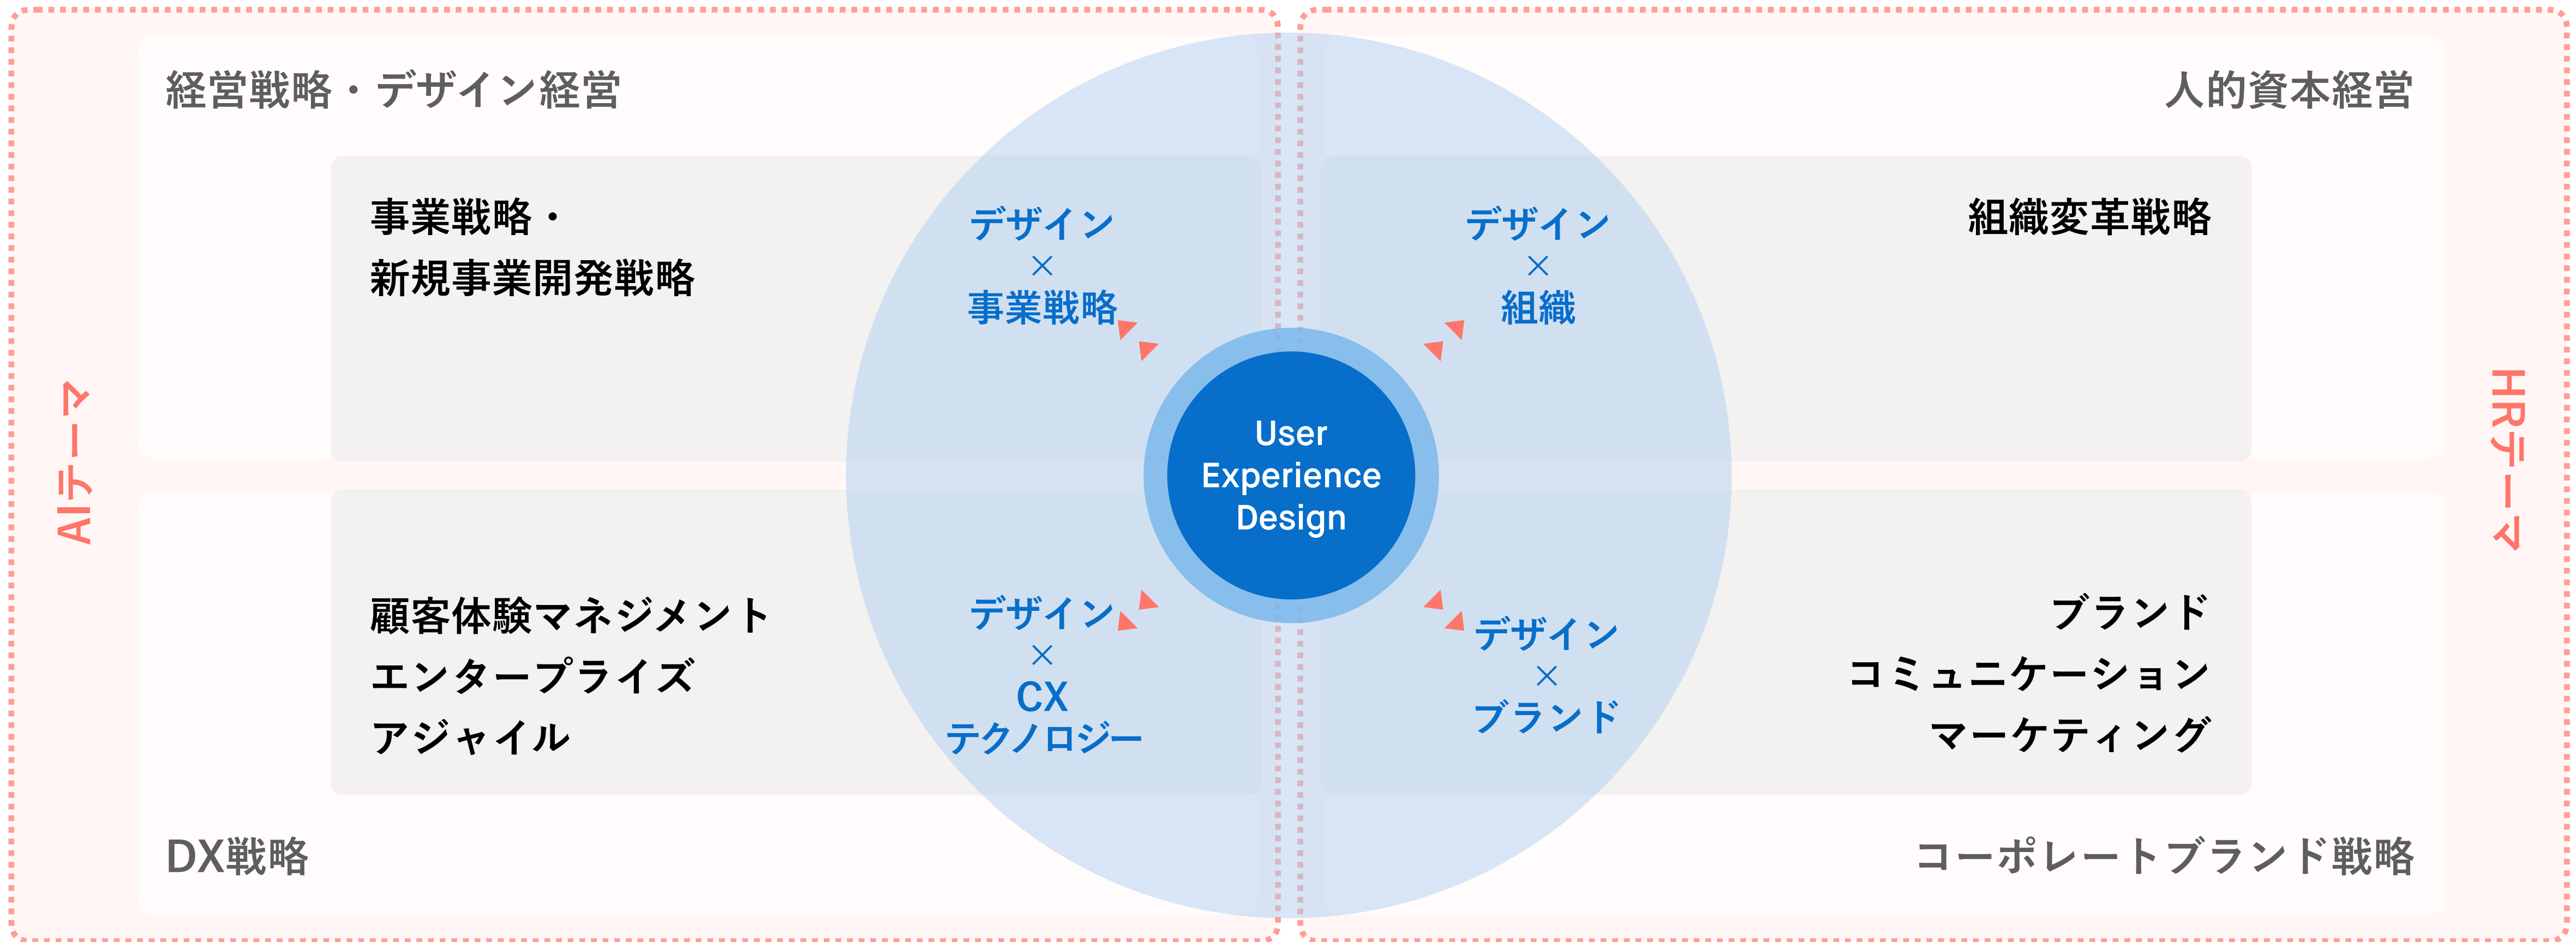 経営戦略・デザイン経営
事業戦略・
新規事業開発戦略
デザイン
×
事業戦略
人的資本経営
組織変革戦略
デザイン
×
組織
AIテーマ
User
Experience
Design
HRテーマ
顧客体験マネジメント
エンタープライズ
アジャイル
デザイン
×
CX
テクノロジー
DX戦略
デザイン
×
ブランド
ブランド
コミュニケーション
マーケティング
コーポレートブランド戦略